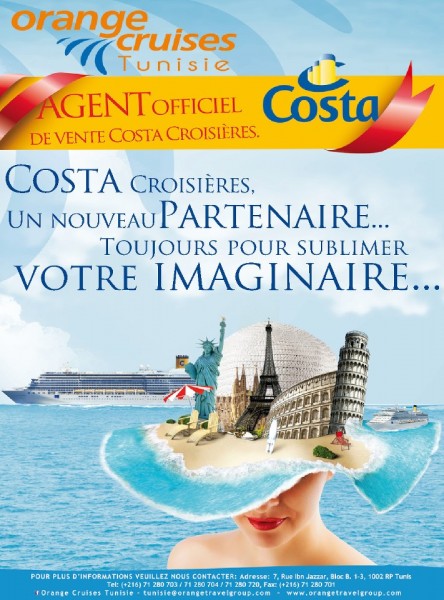 orange
cruises
Tunisie
AGENT OFFICIEL
DE VENTE COSTA CROISIÈRES.
Costa
COSTA CROISIÈRES,
UN NOUVEAU PARTENAIRE...
TOUJOURS POUR SUBLIMER
VOTRE IMAGINAIRE...
POUR PLUS D'INFORMATIONS VEUILLEZ NOUS CONTACTER: Adresse: 7, Rue Ibn Jazzar, Bloc B. 1-3, 1002 RP Tunis
Tel: (+216) 71 280 703 / 71 280 704 / 71 280 720, Fax: (+216) 71 280 701
Orange Cruises Tunisie - tunisie@orangetravelgroup.com - www.orangetravelgroup.com